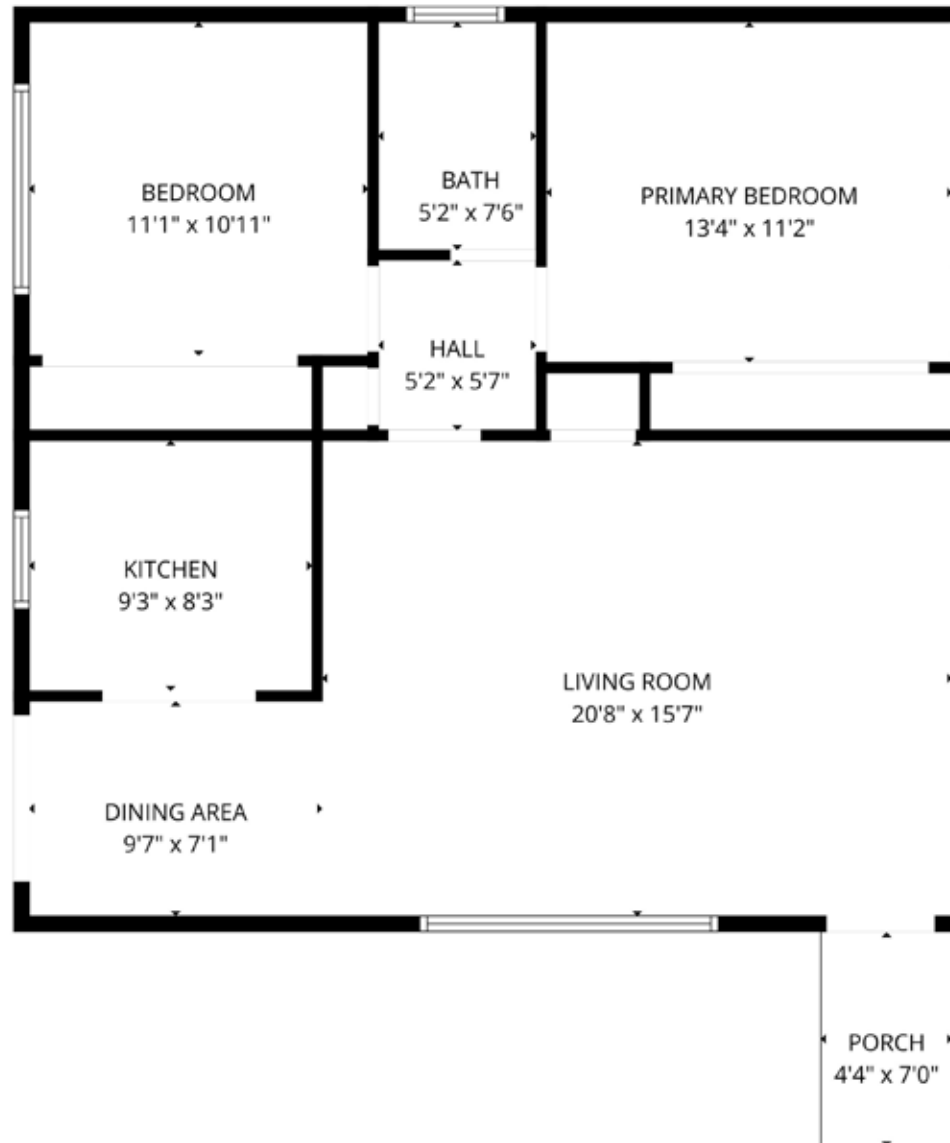 BEDROOM
11'1" x 10'11"
BATH
5'2" x 7'6"
PRIMARY BEDROOM
13'4" x 11'2"
HALL
5'2" x 5'7"
KITCHEN
9'3" x 8'3"
LIVING ROOM
20'8" x 15'7"
DINING AREA
9'7" x 7'1"
PORCH
4'4" x 7'0"